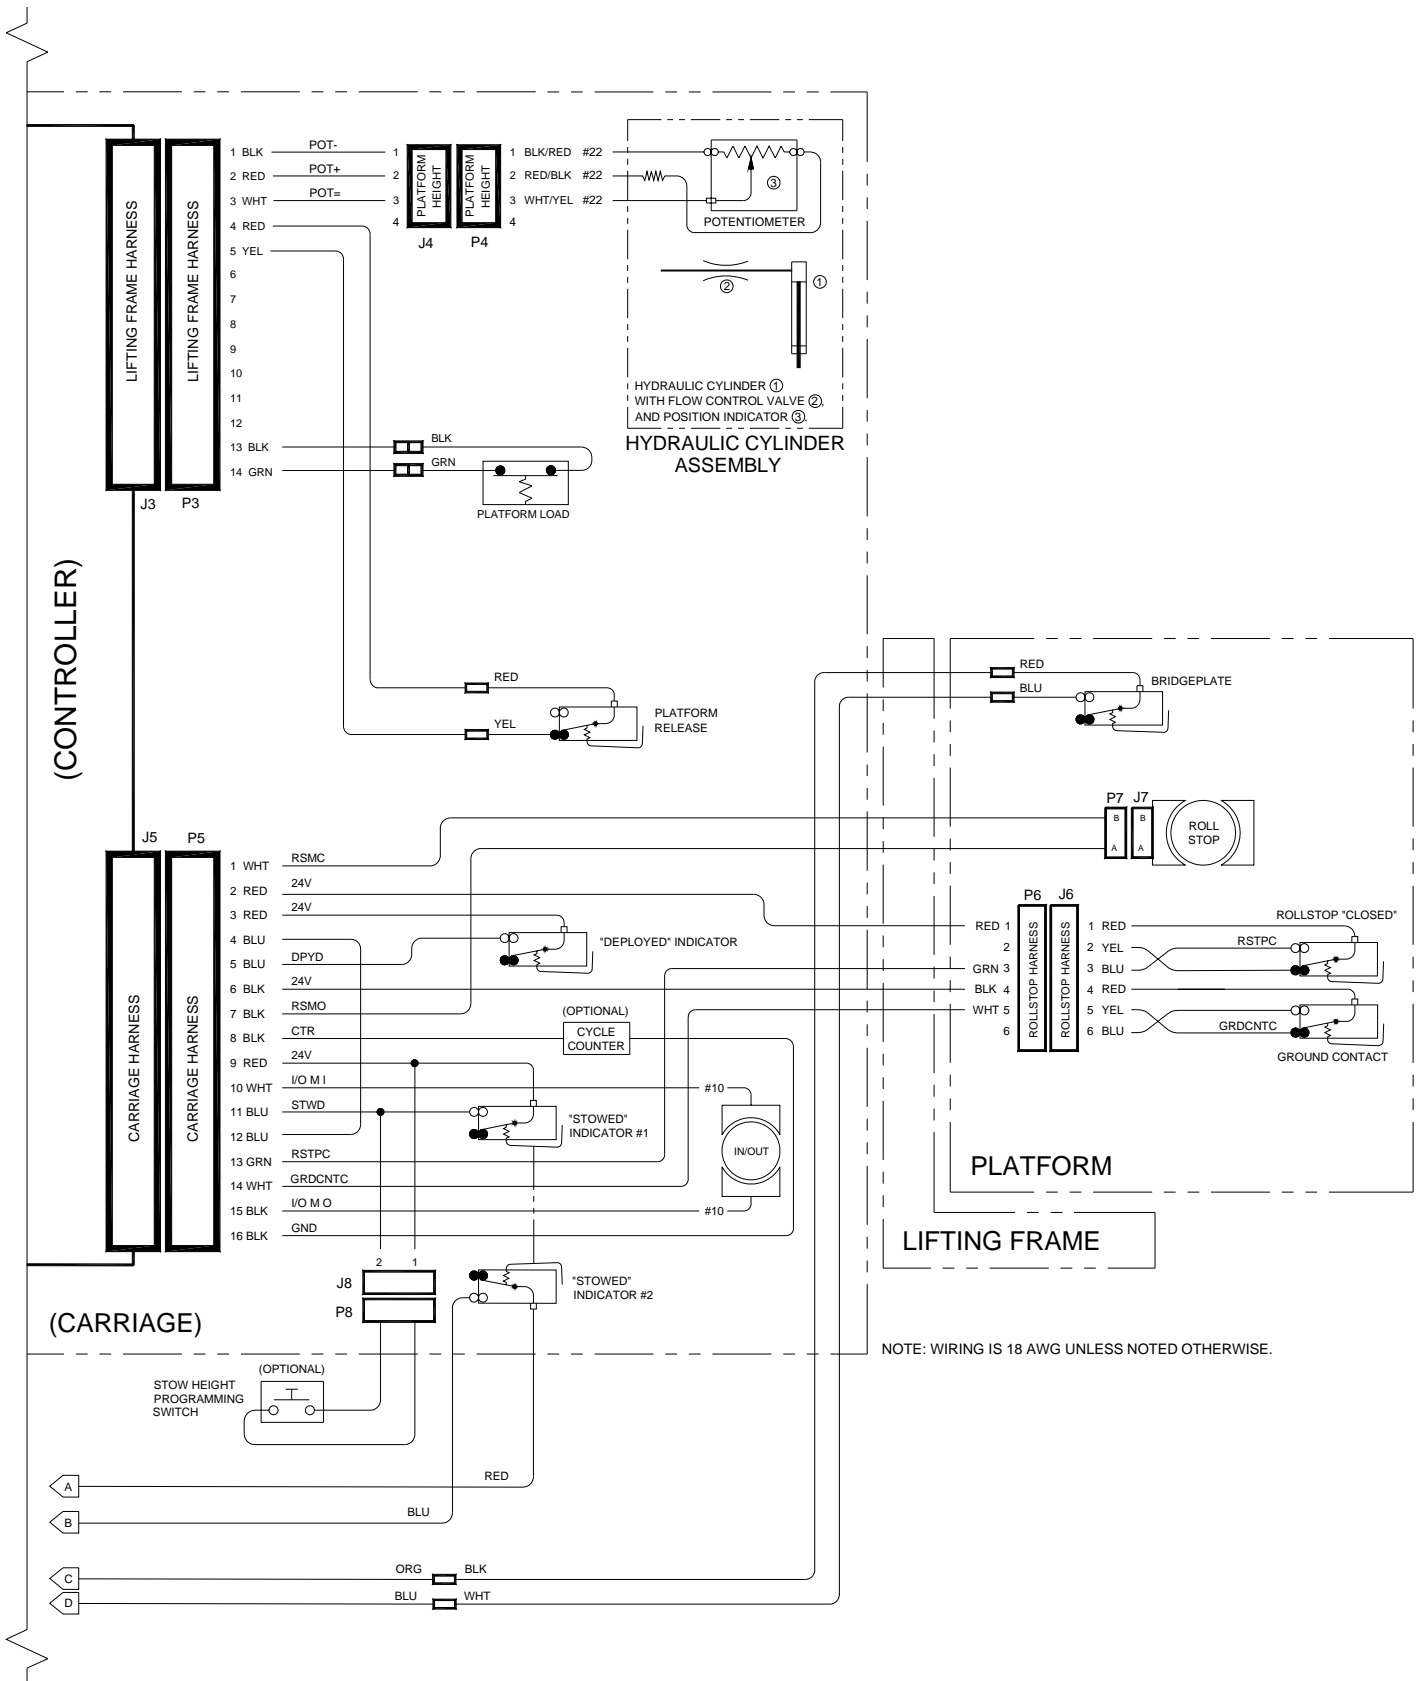 (CONTROLLER)
LIFTING FRAME HARNESS
LIFTING FRAME HARNESS
J3
P3
1 BLK POT-
2 RED POT+
3 WHT POT=
4 RED
5 YEL
6
7
8
9
10
11
12
13 BLK
14 GRN
1
2
3
4
PLATFORM
HEIGHT
J4
PLATFORM
HEIGHT
P4
1 BLK/RED #22
2 RED/BLK #22
3 WHT/YEL #22
4
3
POTENTIOMETER
2
1
HYDRAULIC CYLINDER 1
WITH FLOW CONTROL VALVE 2,
AND POSITION INDICATOR 3.
HYDRAULIC CYLINDER
ASSEMBLY
BLK
GRN
PLATFORM LOAD
RED
YEL
PLATFORM
RELEASE
RED
BLU
BRIDGEPLATE
P7 J7
B B
A A
ROLL
STOP
J5
P5
CARRIAGE HARNESS
CARRIAGE HARNESS
1 WHT RSMC
2 RED 24V
3 RED 24V
4 BLU
5 BLU DPYD
6 BLK 24V
7 BLK RSMO
8 BLK CTR
9 RED 24V
10 WHT I/O M I
11 BLU STWD
12 BLU
13 GRN RSTPC
14 WHT GRDCNTC
15 BLK I/O M O
16 BLK GND
"DEPLOYED" INDICATOR
(OPTIONAL)
CYCLE
COUNTER
#10
"STOWED"
INDICATOR #1
IN/OUT
#10
P6 J6
RED 1
2
GRN 3
BLK 4
WHT 5
6
ROLLSTOP HARNESS
ROLLSTOP HARNESS
1 RED
2 YEL
3 BLU
4 RED
5 YEL
6 BLU
ROLLSTOP "CLOSED"
RSTPC
GRDCNTC
GROUND CONTACT
PLATFORM
LIFTING FRAME
2 1
J8
P8
"STOWED"
INDICATOR #2
(CARRIAGE)
NOTE: WIRING IS 18 AWG UNLESS NOTED OTHERWISE.
(OPTIONAL)
STOW HEIGHT
PROGRAMMING
SWITCH
A RED
B BLU
C ORG BLK
D BLU WHT